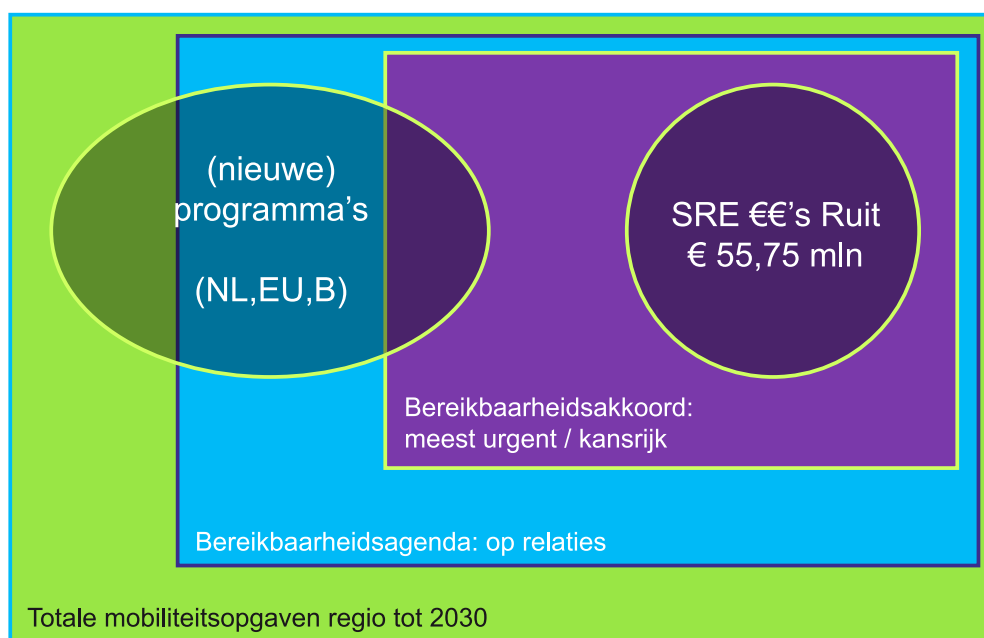 (nieuwe)
programma's
(NL,EU,B)
SRE €€'s Ruit
€ 55,75 mln
Bereikbaarheidsakkoord:
meest urgent / kansrijk
Bereikbaarheidsagenda: op relaties
Totale mobiliteitsopgaven regio tot 2030